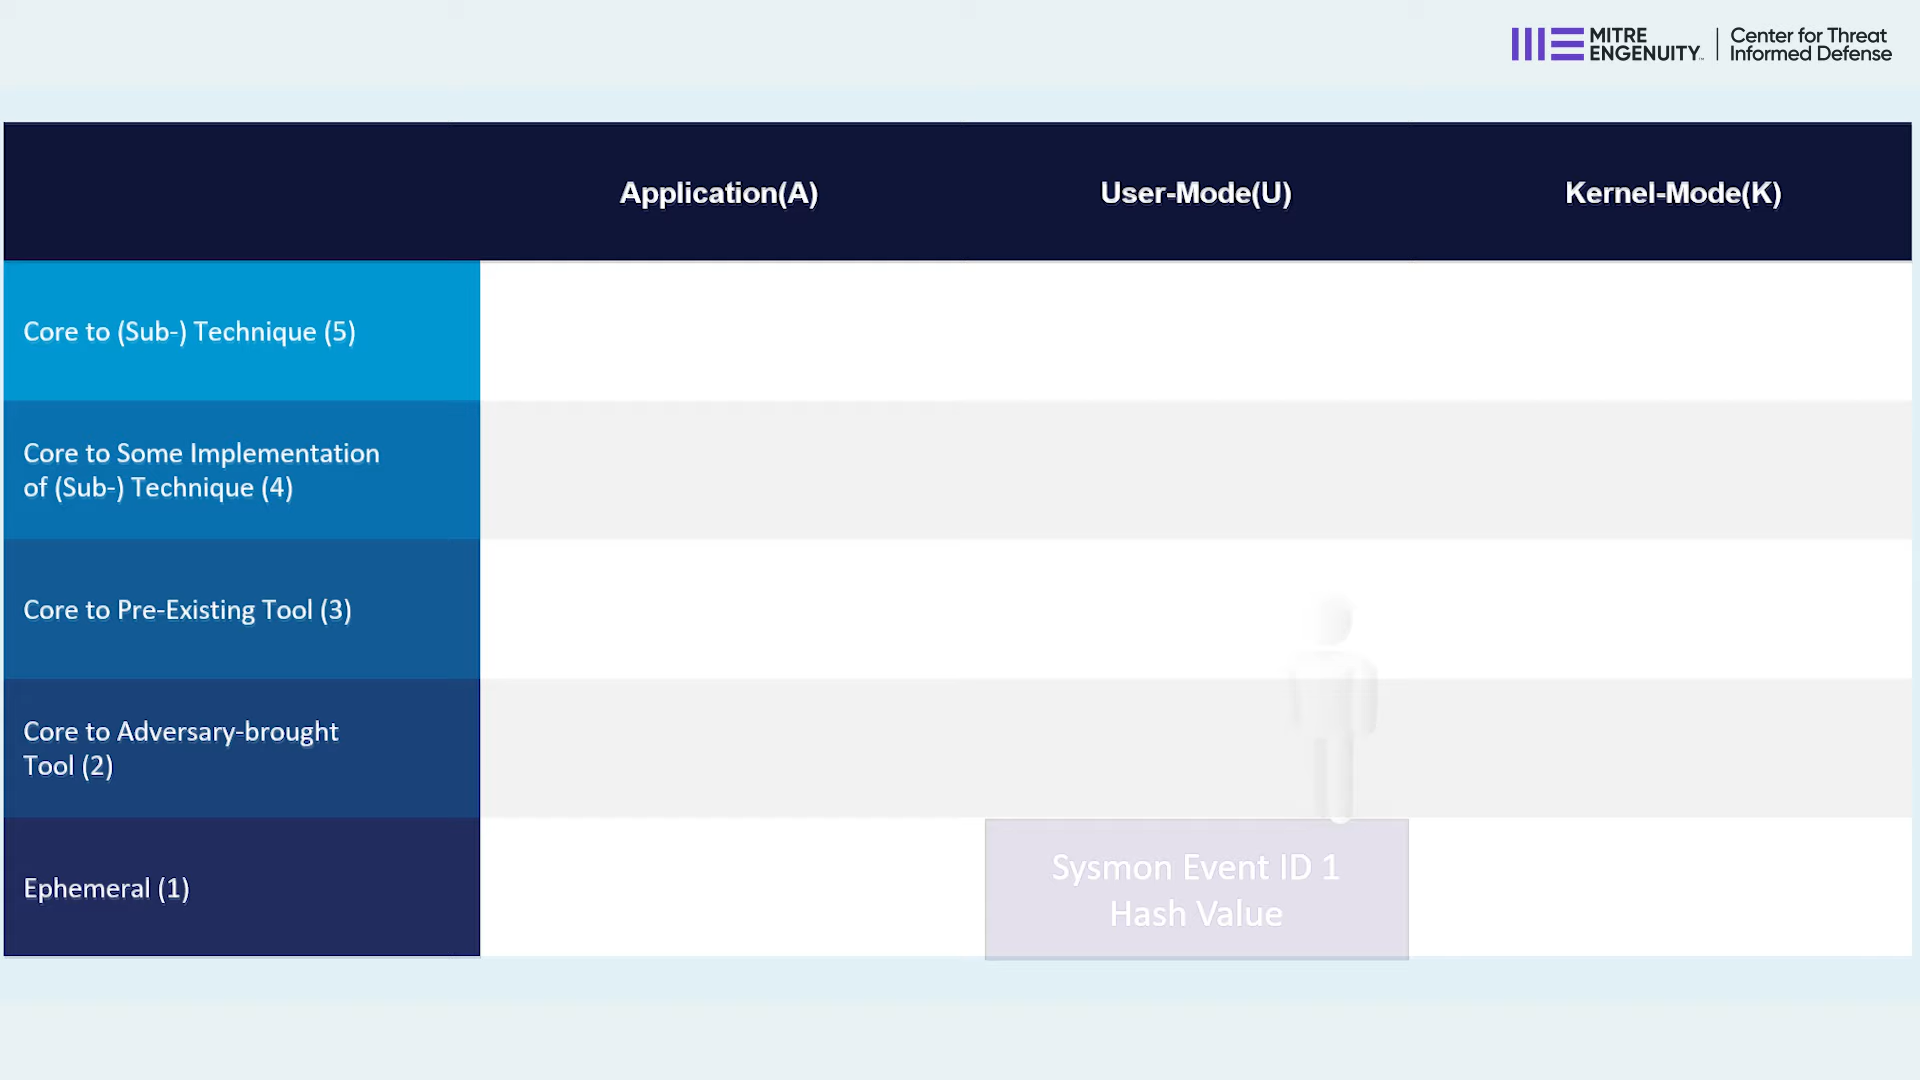 MITRE
ENGENUITY
Center for Threat
Informed Defense
Application(A)
User-Mode(U)
Kernel-Mode(K)
Core to (Sub-) Technique (5)
Core to Some Implementation
of (Sub-) Technique (4)
Core to Pre-Existing Tool (3)
Core to Adversary-brought
Tool (2)
Ephemeral (1)
Sysmon Event ID 1
Hash Value